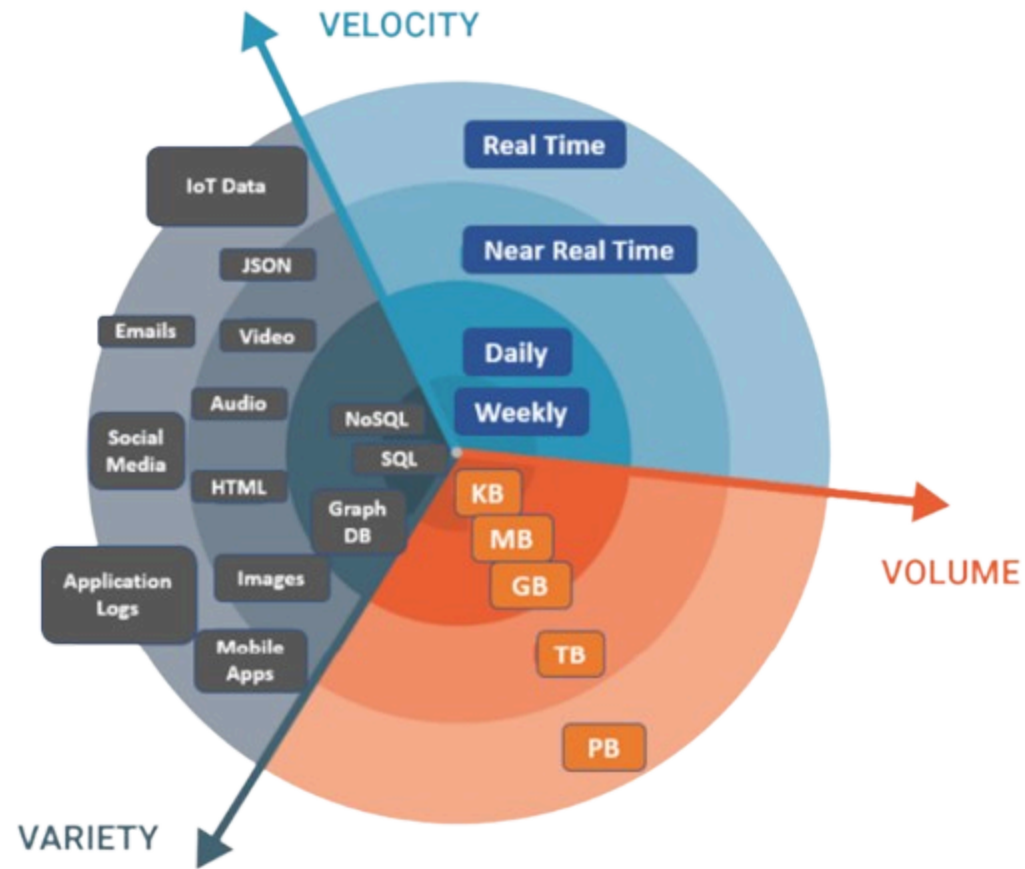 VELOCITY
Real Time
IoT Data
Near Real Time
JSON
Emails
Video
Daily
Audio
NoSQL
Weekly
Social
Media
SQL
HTML
KB
Graph
DB
MB
VOLUME
Application
Logs
Images
GB
Mobile
Apps
TB
PB
VARIETY